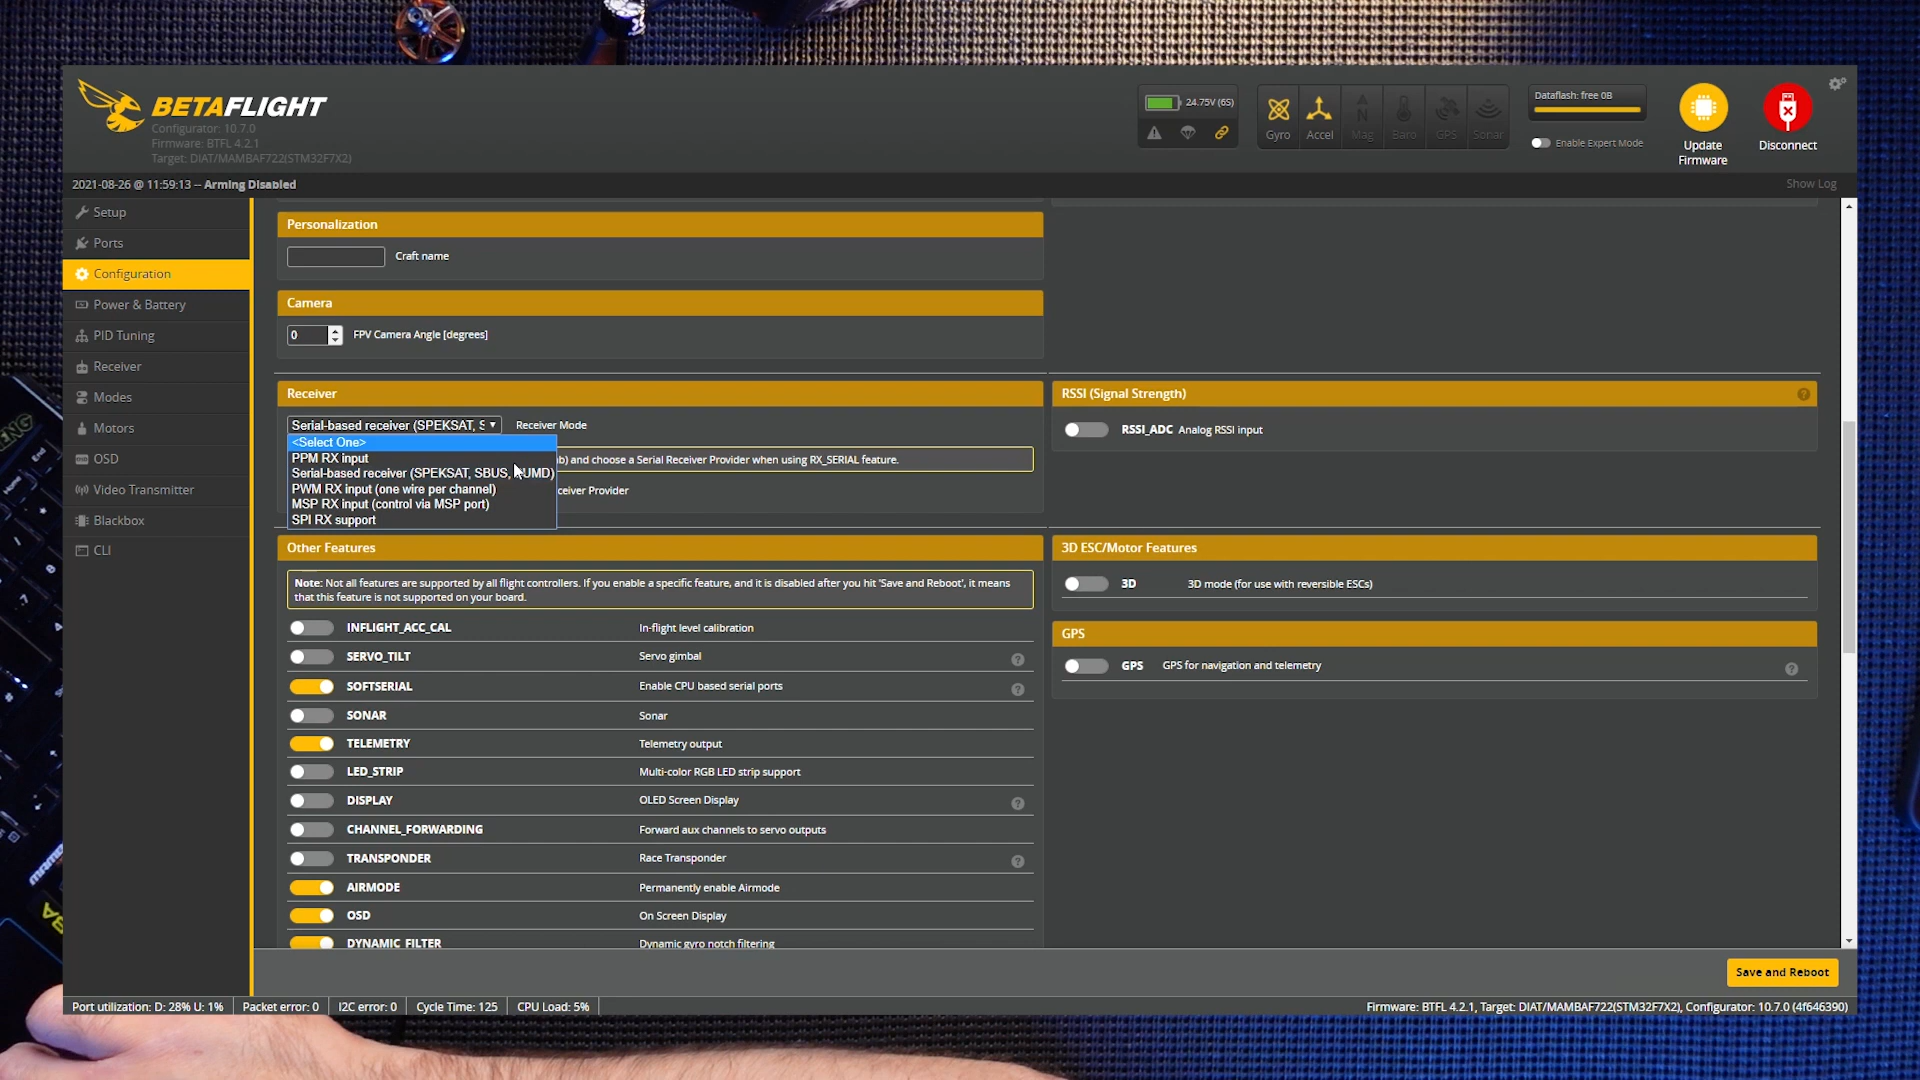 BETAFLIGHT
Configurator: 10.7.0
Firmware: BTFL 4.2.1
Target: DIAT/MAMBAF722(STM32F7X2)
24.75V (6S)
Gyro
Accel
Mag
Baro
GPS
Sonar
Dataflash: free 0B
Enable Expert Mode
Update
Firmware
Disconnect
2021-08-26 @ 11:59:13 -- Arming Disabled
Show Log
Setup
Ports
Configuration
Power & Battery
PID Tuning
Receiver
Modes
Motors
OSD
Video Transmitter
Blackbox
CLI
Personalization
Craft name
Camera
0
FPV Camera Angle [degrees]
Receiver
Serial-based receiver (SPEKSAT, S
Receiver Mode
<Select One>
PPM RX input
Serial-based receiver (SPEKSAT, SBUS, UMD)
PWM RX input (one wire per channel)
MSP RX input (control via MSP port)
SPI RX support
b) and choose a Serial Receiver Provider when using RX_SERIAL feature.
ceiver Provider
RSSI (Signal Strength)
RSSI_ADC Analog RSSI input
Other Features
Note: Not all features are supported by all flight controllers. If you enable a specific feature, and it is disabled after you hit 'Save and Reboot', it means
that this feature is not supported on your board.
INFLIGHT_ACC_CAL In-flight level calibration
SERVO_TILT Servo gimbal
SOFTSERIAL Enable CPU based serial ports
SONAR Sonar
TELEMETRY Telemetry output
LED_STRIP Multi-color RGB LED strip support
DISPLAY OLED Screen Display
CHANNEL_FORWARDING Forward aux channels to servo outputs
TRANSPONDER Race Transponder
AIRMODE Permanently enable Airmode
OSD On Screen Display
DYNAMIC_FILTER Dynamic gyro notch filtering
3D ESC/Motor Features
3D 3D mode (for use with reversible ESCs)
GPS
GPS GPS for navigation and telemetry
Save and Reboot
Port utilization: D: 28% U: 1%
Packet error: 0
I2C error: 0
Cycle Time: 125
CPU Load: 5%
Firmware: BTFL 4.2.1, Target: DIAT/MAMBAF722(STM32F7X2), Configurator: 10.7.0 (4f646390)